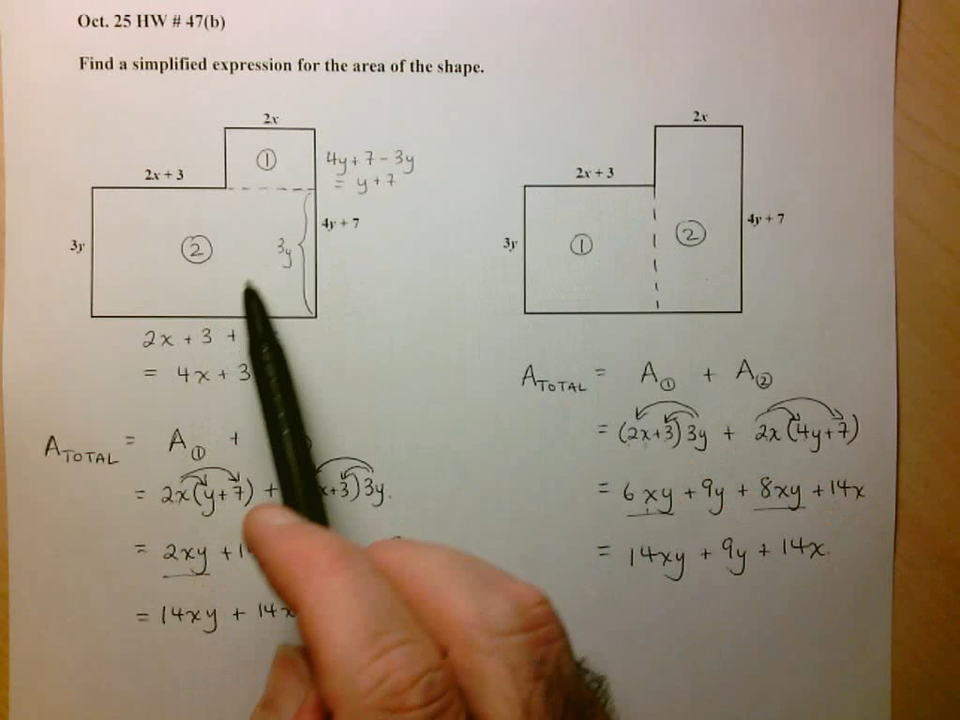 Oct. 25 HW # 47(b)
Find a simplified expression for the area of the shape.
2x
①
4y + 7 - 3y
= y + 7
2x + 3
3y
②
3y
4y + 7
2x + 3 +
= 4x + 3
A TOTAL = A① +
= 2x(y+7) + x+3)3y.
= 2xy + 1
= 14xy + 14x
2x
2x + 3
3y
①
②
4y + 7
A TOTAL = A① + A②
= (2x+3)3y + 2x(4y+7)
= 6xy + 9y + 8xy + 14x
= 14xy + 9y + 14x.